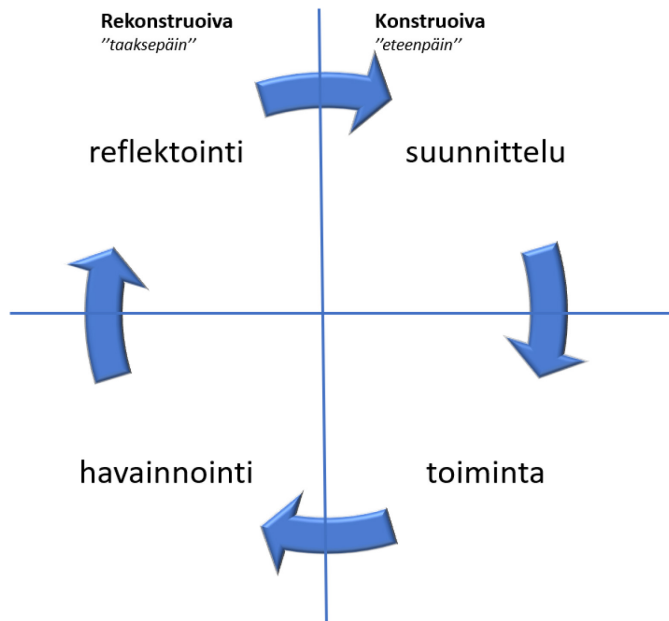 Rekonstruoiva
”taaksepäin”
Konstruoiva
”eteenpäin”
reflektointi
suunnittelu
havainnointi
toiminta